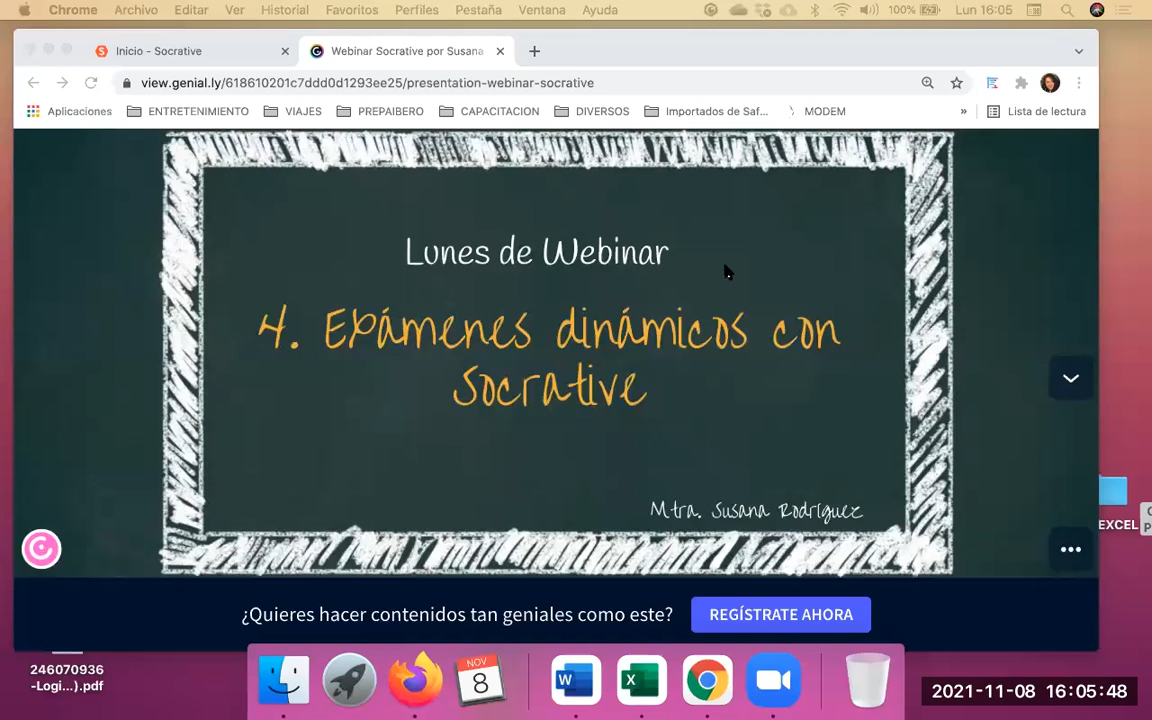 Chrome Archivo Editar Ver Historial Favoritos Perfiles Pestaña Ventana Ayuda 100% Lun 16:05
Inicio - Socrative Webinar Socrative por Susana
view.genial.ly/618610201c7ddd0d1293ee25/presentation-webinar-socrative
Aplicaciones ENTRETENIMIENTO VIAJES PREPAIBERO CAPACITACION DIVERSOS Importados de Saf... MODEM » Lista de lectura
Lunes de Webinar
4. Exámenes dinámicos con
Socrative
Mtra. Susana Rodríguez
EXCEL
¿Quieres hacer contenidos tan geniales como este? REGÍSTRATE AHORA
246070936
-Logi...).pdf
NOV
8
2021-11-08 16:05:48